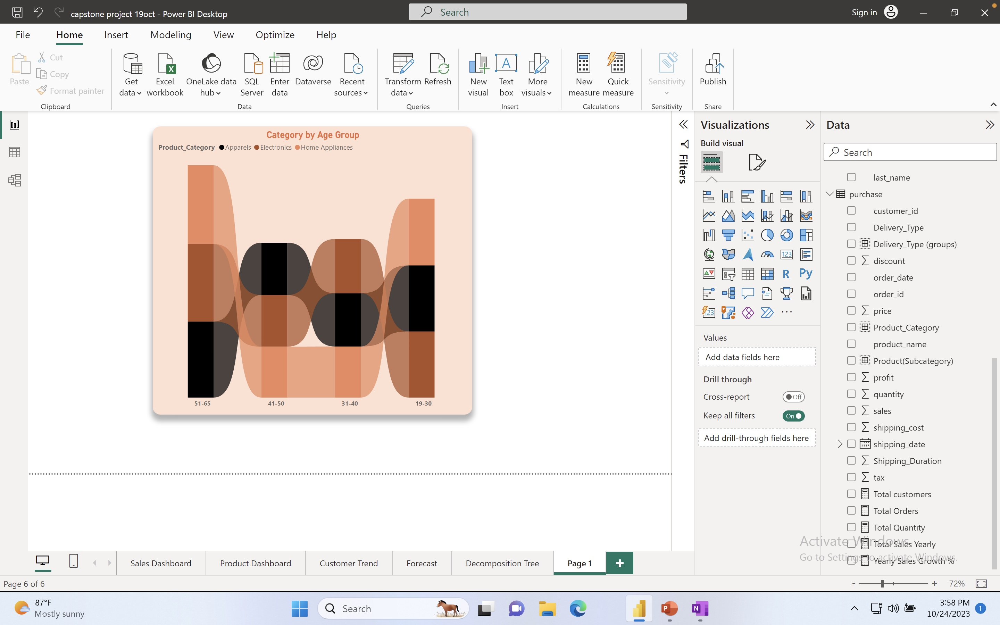 capstone project 19oct - Power BI Desktop
Search
Sign in
File Home Insert Modeling View Optimize Help
Paste
Cut
Copy
Format painter
Clipboard
Get data
Excel workbook
OneLake data hub
SQL Server
Enter data
Dataverse
Recent sources
Data
Transform data
Refresh
Queries
New visual
Text box
More visuals
Insert
New measure
Quick measure
Calculations
Sensitivity
Sensitivity
Publish
Share
Category by Age Group
Product_Category Apparels Electronics Home Appliances
51-65 41-50 31-40 19-30
Filters
Visualizations
Build visual
123
R
Py
123
Values
Add data fields here
Drill through
Cross-report Off
Keep all filters On
Add drill-through fields here
Data
Search
last_name
purchase
customer_id
Delivery_Type
Delivery_Type (groups)
discount
order_date
order_id
price
Product_Category
product_name
Product(Subcategory)
profit
quantity
sales
shipping_cost
shipping_date
Shipping_Duration
tax
Total customers
Total Orders
Total Quantity
Total Sales Yearly
Yearly Sales Growth %
Activate Windows
Go to Settings to activate Windows.
Sales Dashboard Product Dashboard Customer Trend Forecast Decomposition Tree Page 1 +
Page 6 of 6
- + 72%
87°F
Mostly sunny
Search
3:58 PM
10/24/2023
1